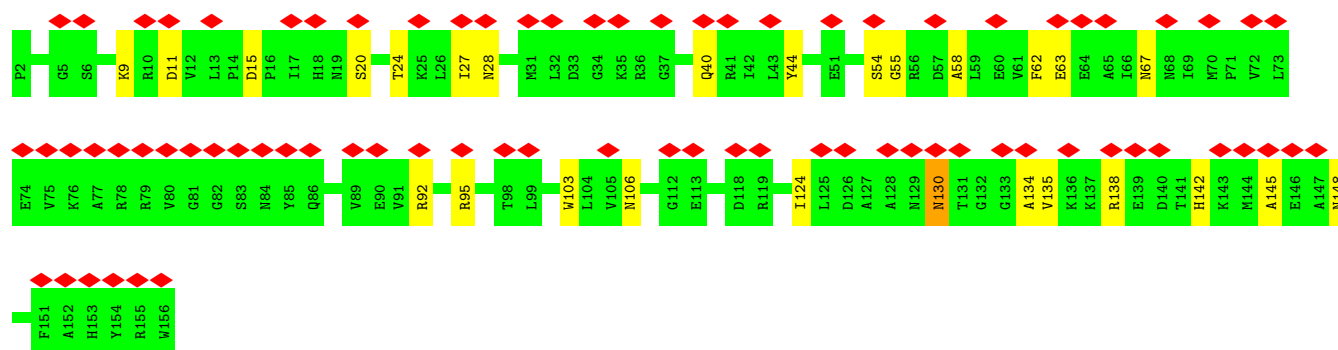 P2 G5 S6 K9 R10 D11 V12 L13 P14 D15 P16 I17 H18 N19 S20 T24 K25 L26 I27 N28 M31 L32 D33 G34 K35 R36 G37 Q40 R41 I42 L43 Y44 E51 S54 G55 R56 D57 A58 L59 E60 V61 F62 E63 E64 A65 I66 N67 N68 I69 M70 P71 V72 L73
E74 V75 K76 A77 R78 R79 V80 G81 G82 S83 N84 Y85 Q86 V89 E90 V91 R92 R95 T98 L99 W103 L104 V105 N106 G112 E113 D118 R119 I124 L125 D126 A127 A128 N129 N130 T131 G132 G133 A134 V135 K136 K137 R138 E139 D140 T141 H142 K143 M144 A145 E146 A147 N148
F151 A152 H153 Y154 R155 W156